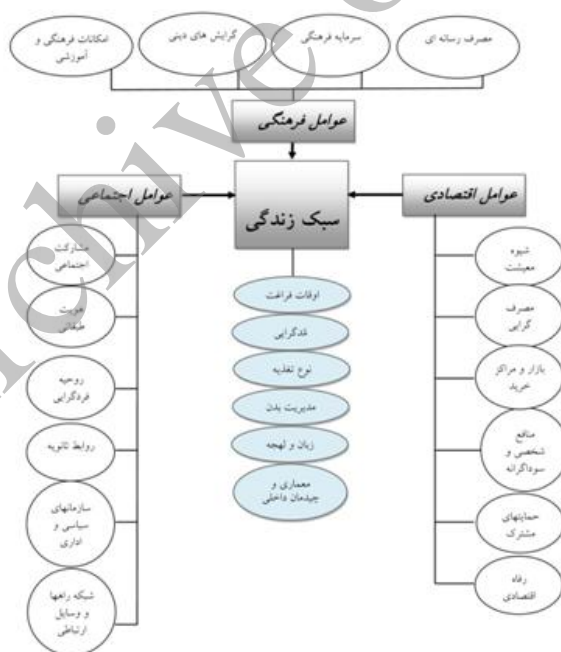 مصرف رسانه ای
سرمایه فرهنگی
گرایش های دینی
امکانات فرهنگی و
آموزشی
عوامل فرهنگی
عوامل اقتصادی
سبک زندگی
عوامل اجتماعی
شیوه
معیشت
مصرف
گرایی
بازار و مراکز
خرید
منافع
شخصی و
سوداگرانه
حمایتهای
مشترک
رفاه
اقتصادی
اوقات فراغت
مُدگرایی
نوع تغذیه
مدیریت بدن
زبان و لهجه
معماری و
چیدمان داخلی
مشارکت
اجتماعی
هویت
طبقاتی
روحیه
فردگرایی
روابط ثانویه
سازمانهای
سیاسی و
اداری
شبکه راهها
و وسایل
ارتباطی